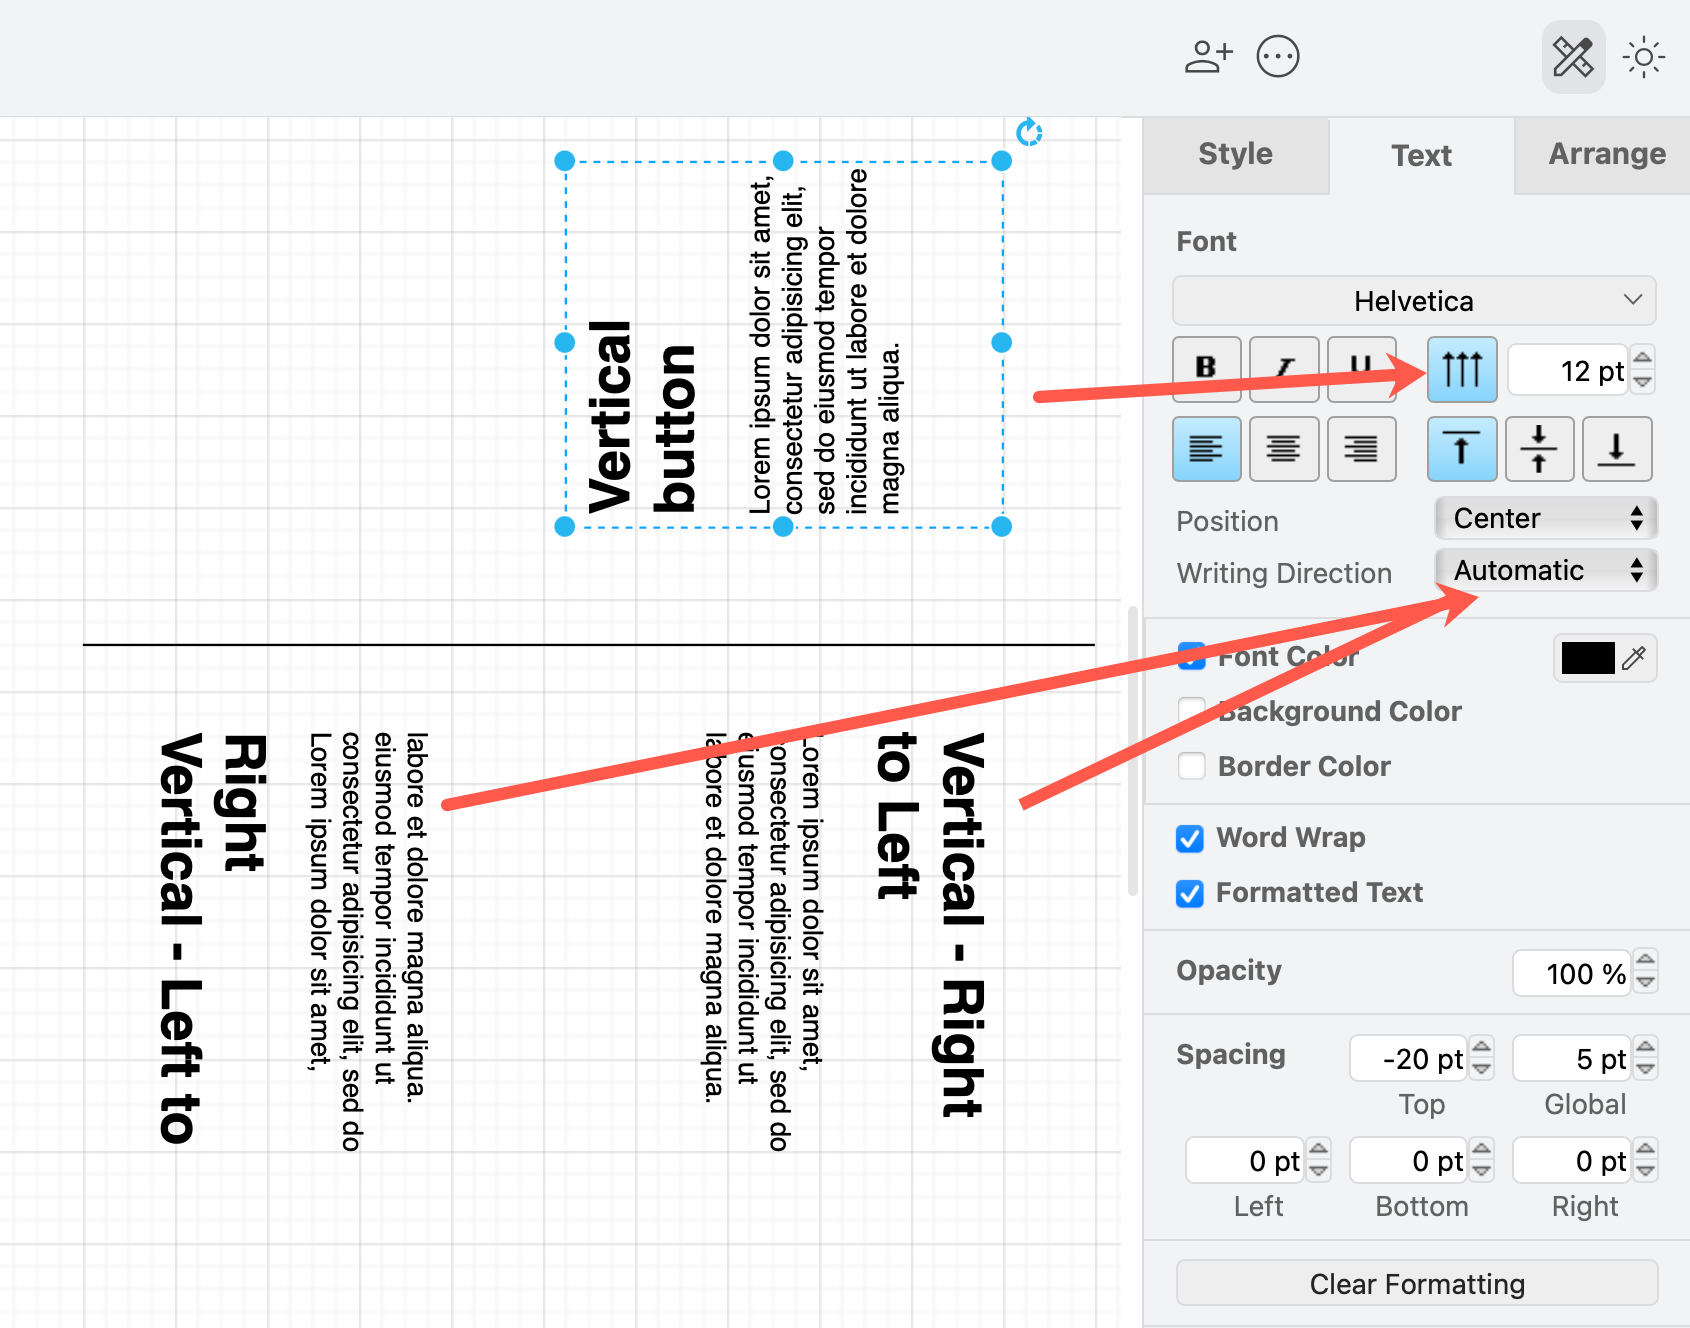 Style
Text
Arrange
Font
Helvetica
B
I
U
12 pt
Position
Center
Writing Direction
Automatic
Font Color
Background Color
Border Color
Word Wrap
Formatted Text
Opacity
100 %
Spacing
-20 pt
5 pt
Top
Global
0 pt
0 pt
0 pt
Left
Bottom
Right
Clear Formatting
Vertical
button
Lorem ipsum dolor sit amet,
consectetur adipisicing elit,
sed do eiusmod tempor
incididunt ut labore et dolore
magna aliqua.
Vertical - Left to
Right
Lorem ipsum dolor sit amet,
consectetur adipisicing elit, sed do
eiusmod tempor incididunt ut
labore et dolore magna aliqua.
Vertical - Right
to Left
Lorem ipsum dolor sit amet,
consectetur adipisicing elit, sed do
eiusmod tempor incididunt ut
labore et dolore magna aliqua.